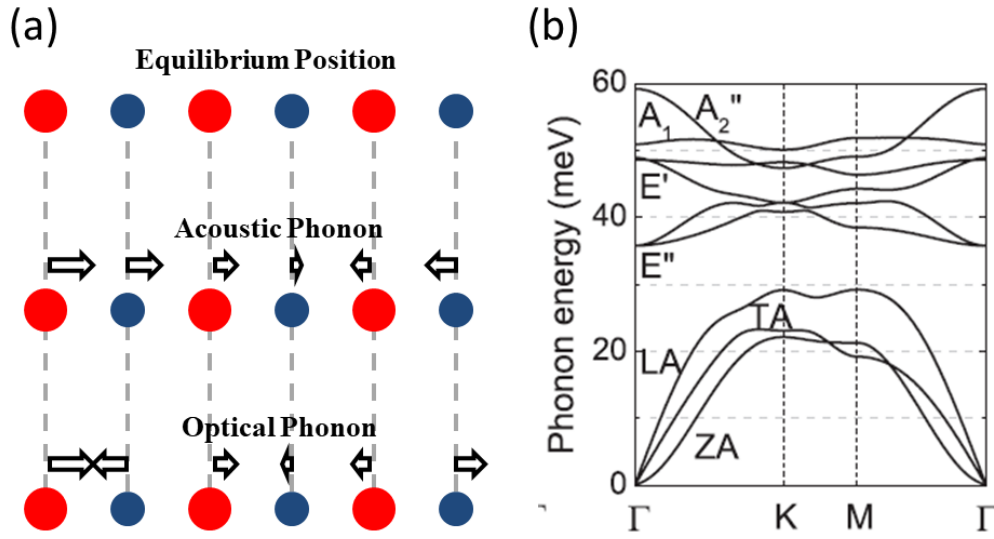 (a)
Equilibrium Position
Acoustic Phonon
Optical Phonon
(b)
Phonon energy (meV)
60
40
20
0
A₁
A₂"
E'
E"
LA
TA
ZA
Γ
K
M
Γ